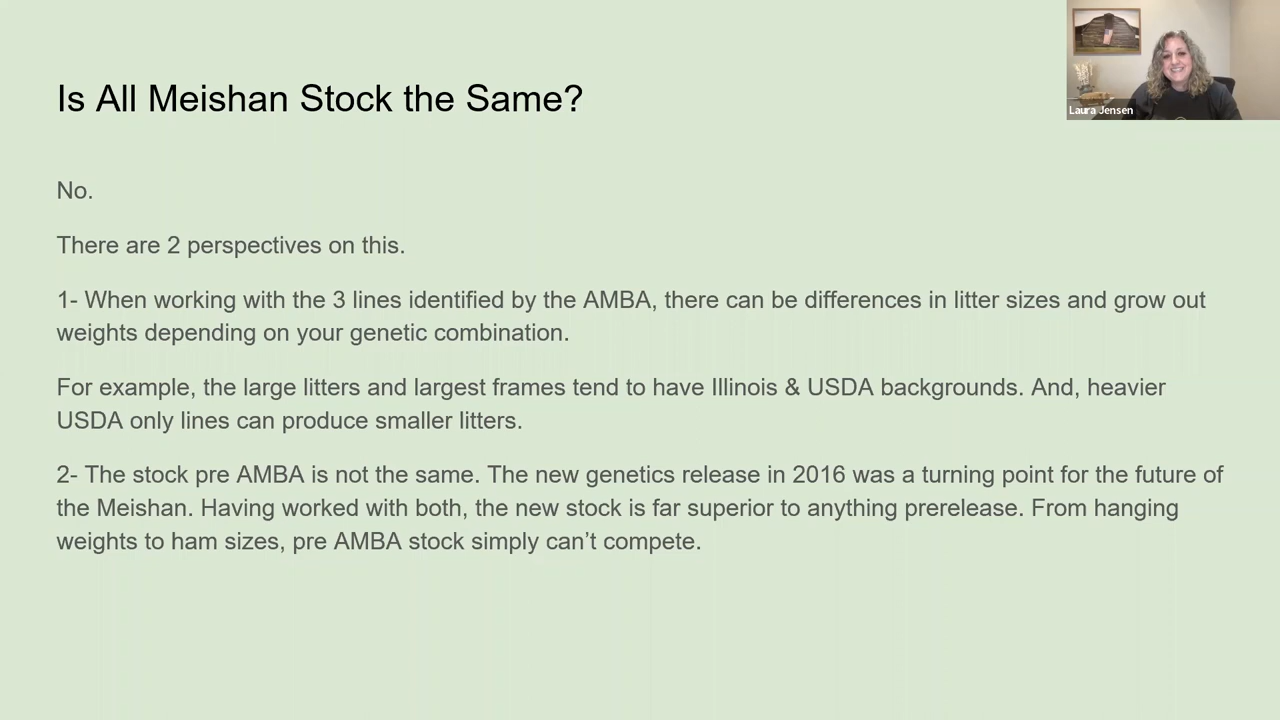 Is All Meishan Stock the Same?
Laura Jensen
No.
There are 2 perspectives on this.
1- When working with the 3 lines identified by the AMBA, there can be differences in litter sizes and grow out
weights depending on your genetic combination.
For example, the large litters and largest frames tend to have Illinois & USDA backgrounds. And, heavier
USDA only lines can produce smaller litters.
2- The stock pre AMBA is not the same. The new genetics release in 2016 was a turning point for the future of
the Meishan. Having worked with both, the new stock is far superior to anything prerelease. From hanging
weights to ham sizes, pre AMBA stock simply can’t compete.